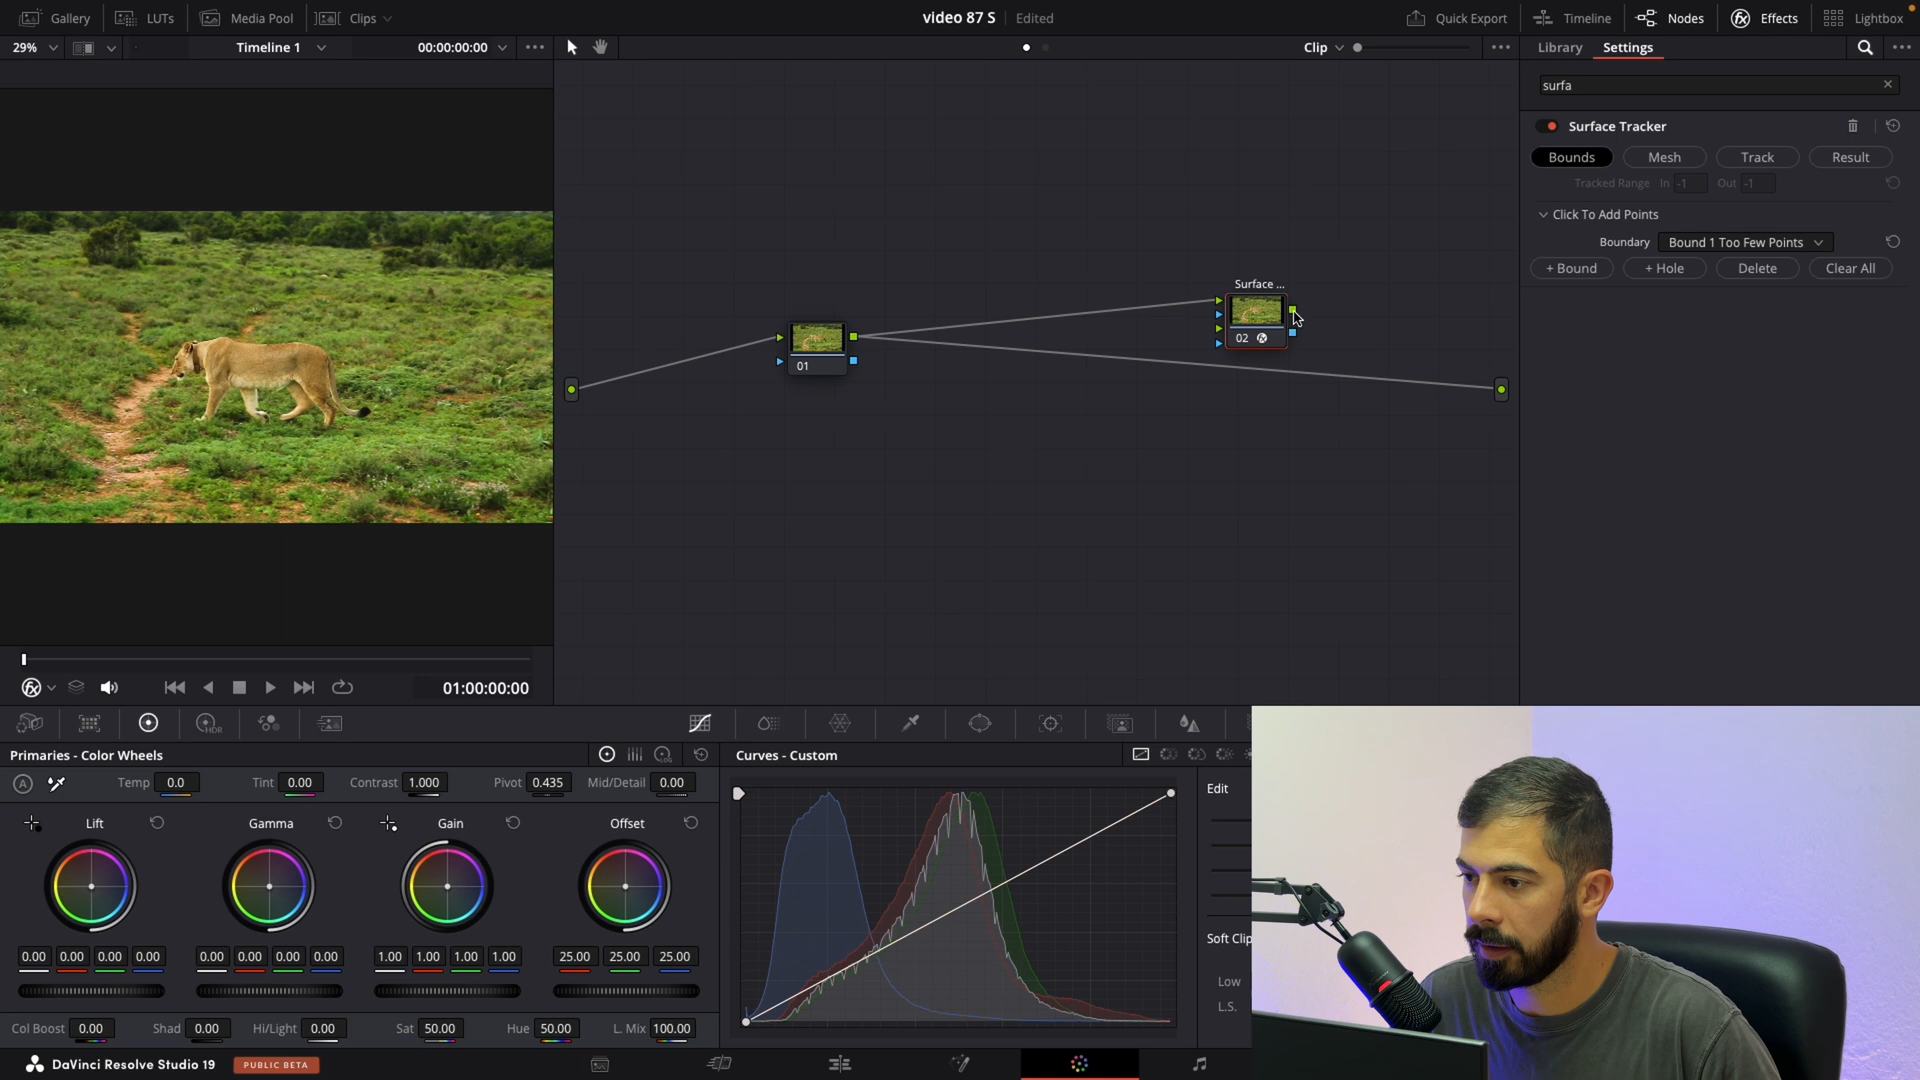 Gallery LUTs Media Pool Clips video 87 S Edited Quick Export Timeline Nodes Effects Lightbox
29% Timeline 1 00:00:00:00 Clip Library Settings
surfa
Surface Tracker
Bounds Mesh Track Result
Tracked Range In -1 Out -1
Click To Add Points
Boundary Bound 1 Too Few Points
+ Bound + Hole Delete Clear All
Surface ...
02
01
01:00:00:00
HDR
Primaries - Color Wheels LOG
Curves - Custom
A Temp 0.0 Tint 0.00 Contrast 1.000 Pivot 0.435 Mid/Detail 0.00
Edit
Lift Gamma Gain Offset
0.00 0.00 0.00 0.00 0.00 0.00 0.00 0.00 1.00 1.00 1.00 1.00 25.00 25.00 25.00
Soft Clip
Low
L.S.
Col Boost 0.00 Shad 0.00 Hi/Light 0.00 Sat 50.00 Hue 50.00 L. Mix 100.00
DaVinci Resolve Studio 19 PUBLIC BETA